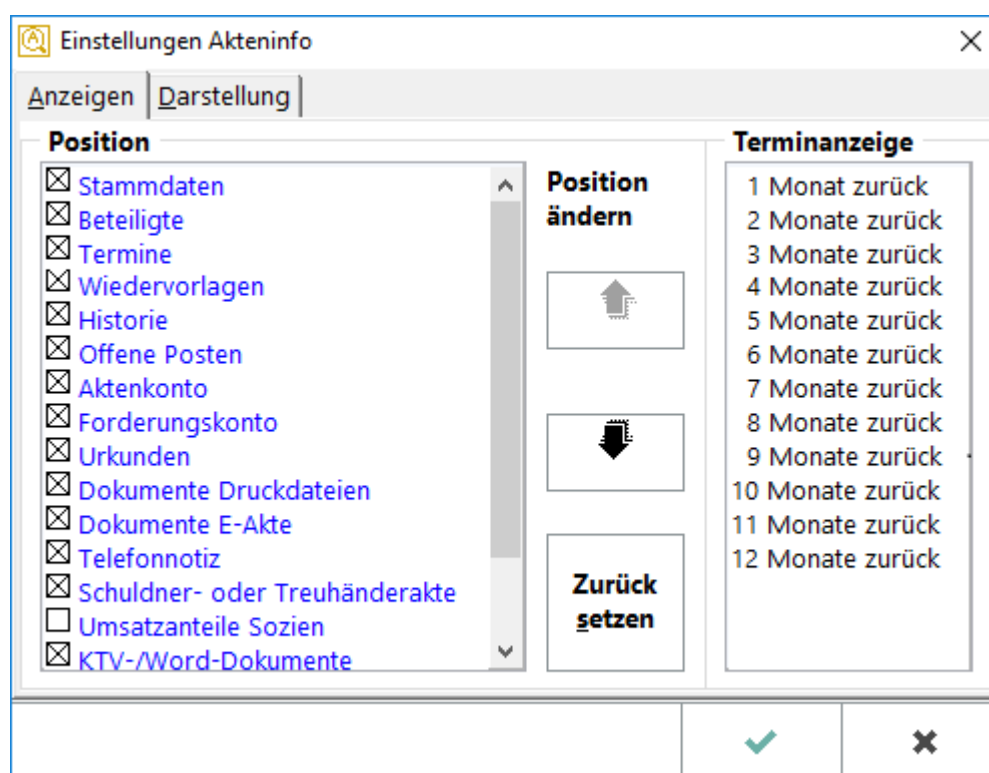 Einstellungen Akteninfo
Anzeigen Darstellung
Position
Stammdaten
Beteiligte
Termine
Wiedervorlagen
Historie
Offene Posten
Aktenkonto
Forderungskonto
Urkunden
Dokumente Druckdateien
Dokumente E-Akte
Telefonnotiz
Schuldner- oder Treuhänderakte
Umsatzanteile Sozien
KTV-/Word-Dokumente
Position
ändern
Zurück
setzen
Terminanzeige
1 Monat zurück
2 Monate zurück
3 Monate zurück
4 Monate zurück
5 Monate zurück
6 Monate zurück
7 Monate zurück
8 Monate zurück
9 Monate zurück
10 Monate zurück
11 Monate zurück
12 Monate zurück